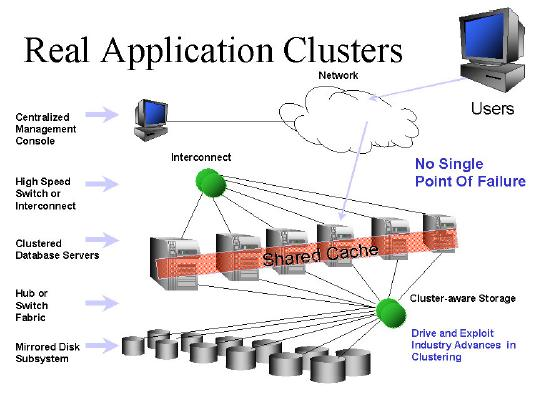 Real Application Clusters
Network
Users
Centralized
Management
Console
Interconnect
No Single
Point Of Failure
High Speed
Switch or
Interconnect
Clustered
Database Servers
Shared Cache
Hub or
Switch
Fabric
Cluster-aware Storage
Drive and Exploit
Industry Advances in
Clustering
Mirrored Disk
Subsystem